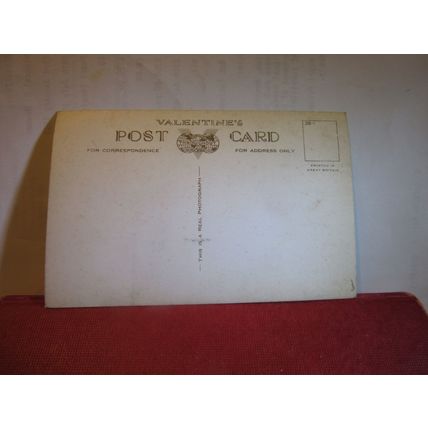 VALENTINE'S
POST CARD
FOR CORRESPONDENCE
FOR ADDRESS ONLY
PRINTED IN
GREAT BRITAIN
THIS IS A REAL PHOTOGRAPH